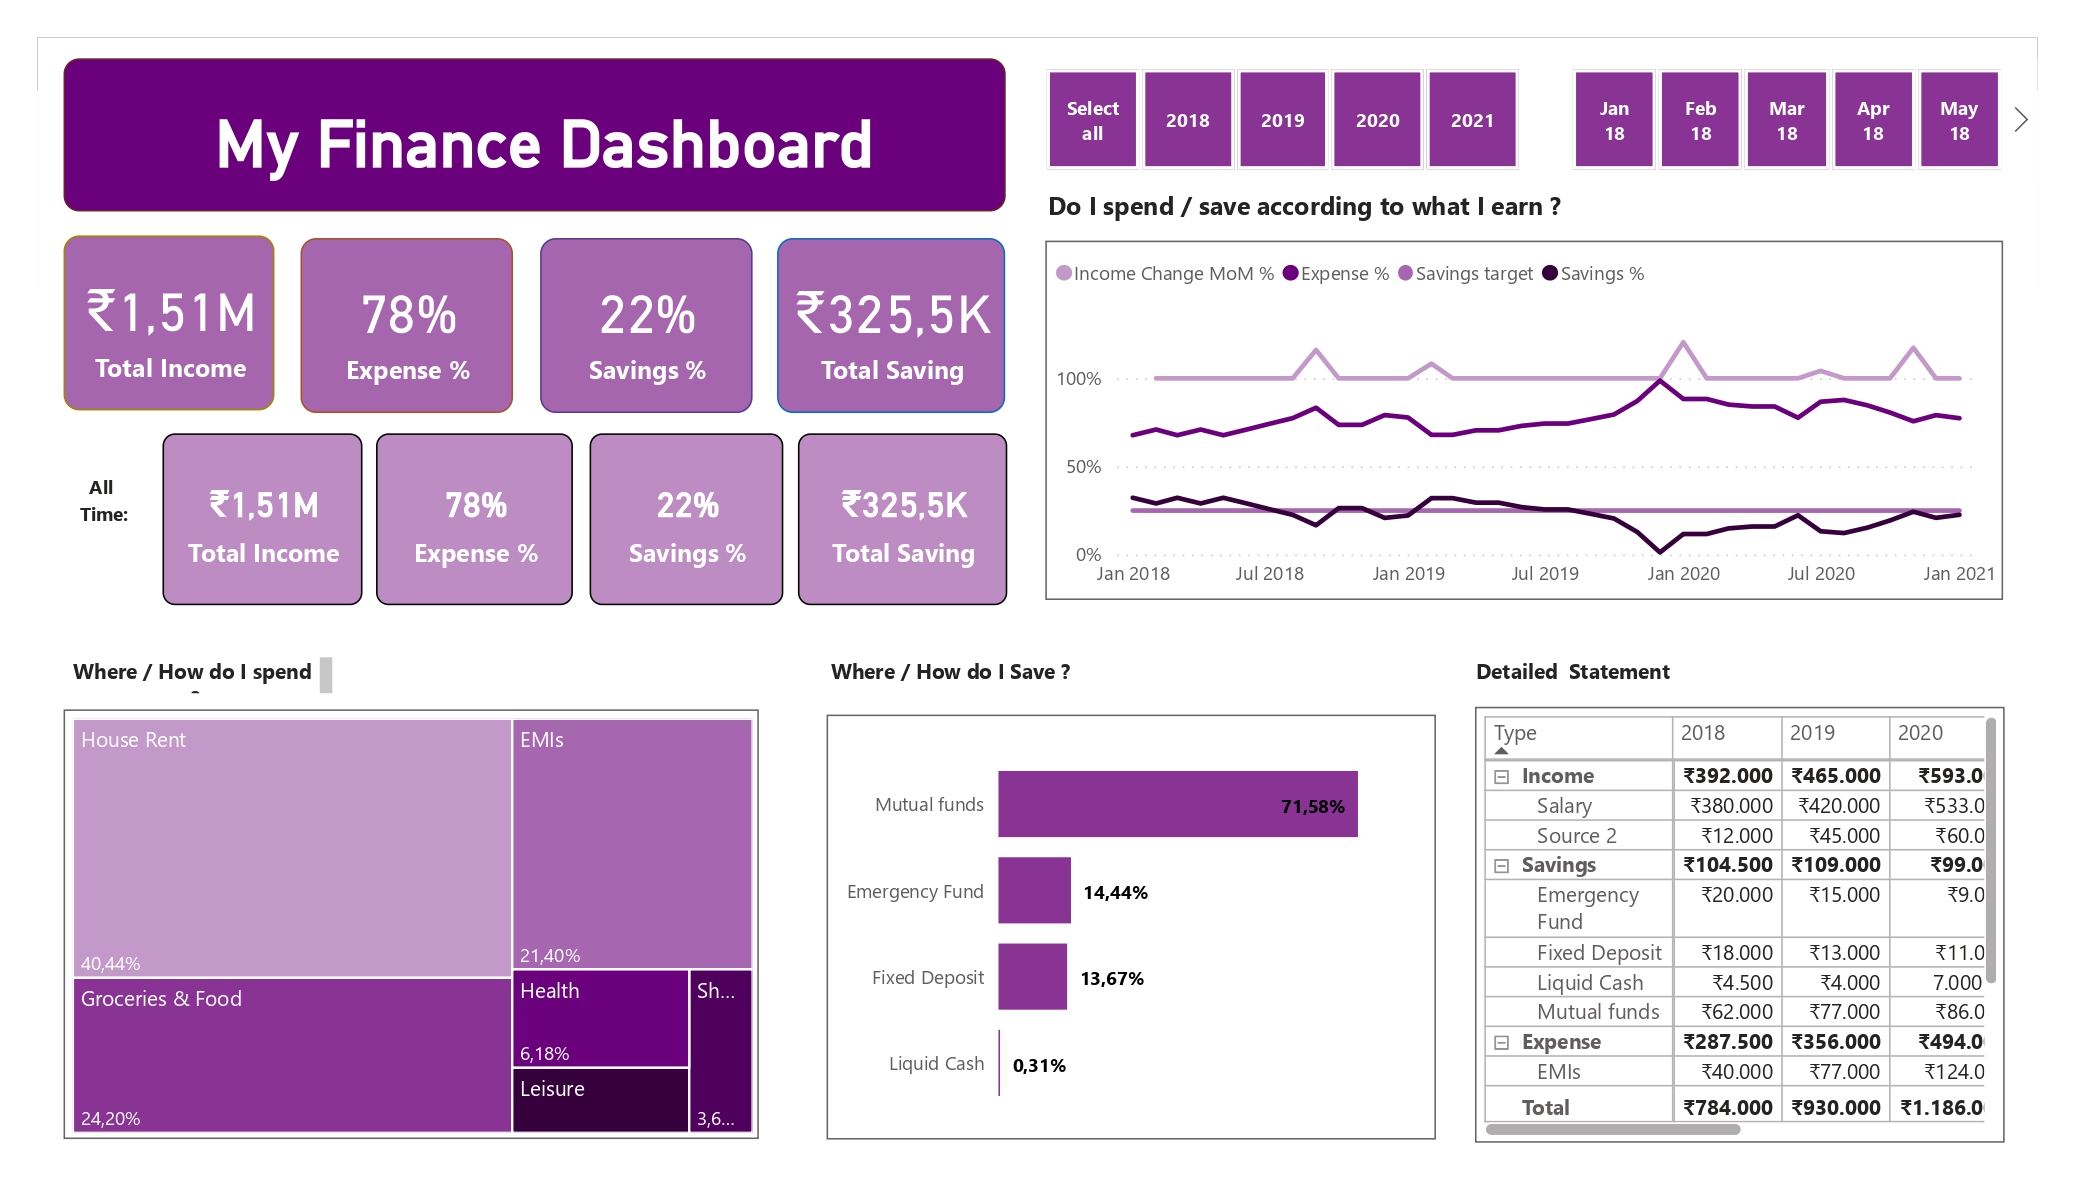 My Finance Dashboard
Select
all
2018
2019
2020
2021
Jan
18
Feb
18
Mar
18
Apr
18
May
18
₹1,51M
Total Income
78%
Expense %
22%
Savings %
₹325,5K
Total Saving
All
Time:
₹1,51M
Total Income
78%
Expense %
22%
Savings %
₹325,5K
Total Saving
Do I spend / save according to what I earn ?
Income Change MoM % Expense % Savings target Savings %
100%
50%
0%
Jan 2018 Jul 2018 Jan 2019 Jul 2019 Jan 2020 Jul 2020 Jan 2021
Where / How do I spend
?
House Rent
40,44%
Groceries & Food
24,20%
EMIs
21,40%
Health
6,18%
Leisure
Sh...
3,6...
Where / How do I Save ?
Mutual funds 71,58%
Emergency Fund 14,44%
Fixed Deposit 13,67%
Liquid Cash 0,31%
Detailed Statement
Type 2018 2019 2020
Income ₹392.000 ₹465.000 ₹593.0
Salary ₹380.000 ₹420.000 ₹533.0
Source 2 ₹12.000 ₹45.000 ₹60.0
Savings ₹104.500 ₹109.000 ₹99.0
Emergency ₹20.000 ₹15.000 ₹9.0
Fund
Fixed Deposit ₹18.000 ₹13.000 ₹11.0
Liquid Cash ₹4.500 ₹4.000 7.000
Mutual funds ₹62.000 ₹77.000 ₹86.0
Expense ₹287.500 ₹356.000 ₹494.0
EMIs ₹40.000 ₹77.000 ₹124.0
Total ₹784.000 ₹930.000 ₹1.186.0